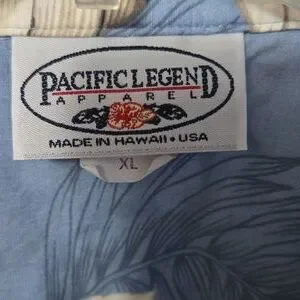 PACIFIC LEGEND
APPAREL
MADE IN HAWAII • USA
XL